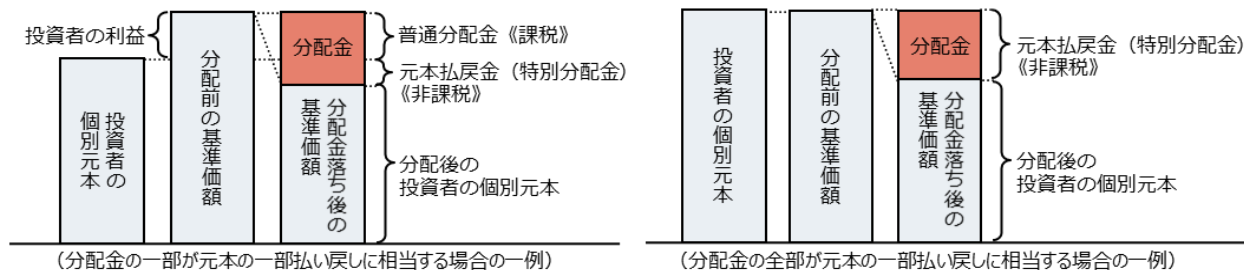 投資者の利益
投資者の
個別元本
分配前の基準価額
分配金
分配金落ち後の
基準価額
普通分配金《課税》
元本払戻金（特別分配金）
《非課税》
分配後の
投資者の個別元本
（分配金の一部が元本の一部払い戻しに相当する場合の一例）
投資者の個別元本
分配前の基準価額
分配金
分配金落ち後の
基準価額
元本払戻金（特別分配金）
《非課税》
分配後の
投資者の個別元本
（分配金の全部が元本の一部払い戻しに相当する場合の一例）